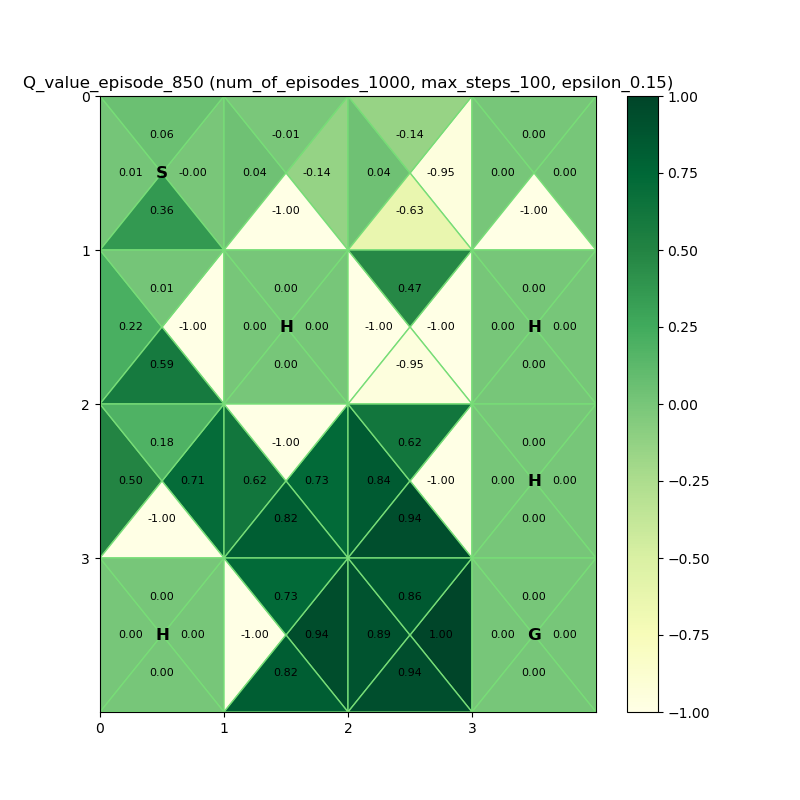 Q_value_episode_850 (num_of_episodes_1000, max_steps_100, epsilon_0.15)
0 1.00
0.06 -0.01 -0.14 0.00
0.01 S -0.00 0.04 -0.14 0.04 -0.95 0.00 0.00
0.75
0.36 -1.00 -0.63 -1.00
1 0.50
0.01 0.00 0.47 0.00
0.22 -1.00 0.00 H 0.00 -1.00 -1.00 0.00 H 0.00
0.25
0.59 0.00 -0.95 0.00
2 0.00
0.18 -1.00 0.62 0.00
0.50 0.71 0.62 0.73 0.84 -1.00 0.00 H 0.00
−0.25
-1.00 0.82 0.94 0.00
3 −0.50
0.00 0.73 0.86 0.00
0.00 H 0.00 -1.00 0.94 0.89 1.00 0.00 G 0.00
−0.75
0.00 0.82 0.94 0.00
−1.00
0 1 2 3